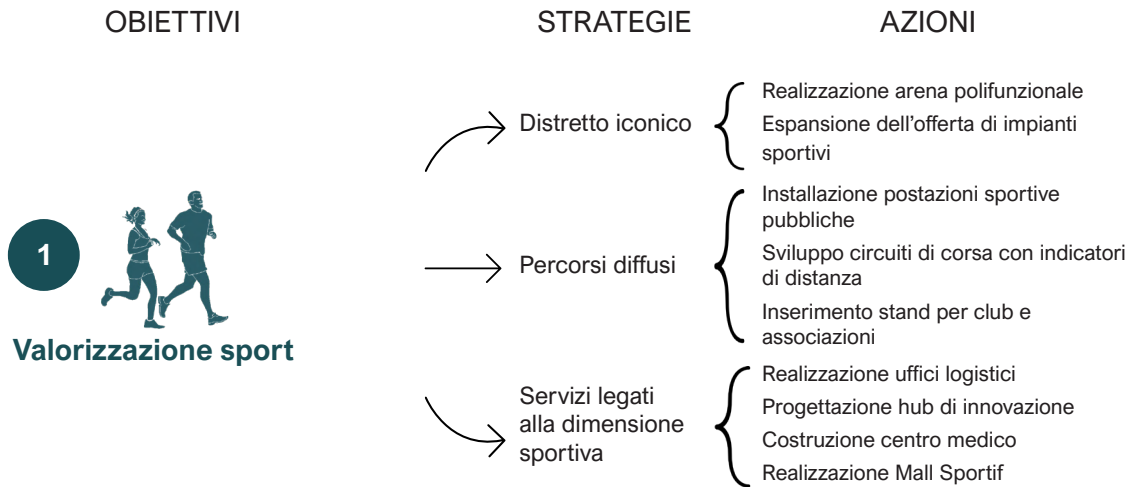 OBIETTIVI
STRATEGIE
AZIONI
1
Valorizzazione sport
Distretto iconico
Realizzazione arena polifunzionale
Espansione dell’offerta di impianti
sportivi
Percorsi diffusi
Installazione postazioni sportive
pubbliche
Sviluppo circuiti di corsa con indicatori
di distanza
Inserimento stand per club e
associazioni
Servizi legati
alla dimensione
sportiva
Realizzazione uffici logistici
Progettazione hub di innovazione
Costruzione centro medico
Realizzazione Mall Sportif